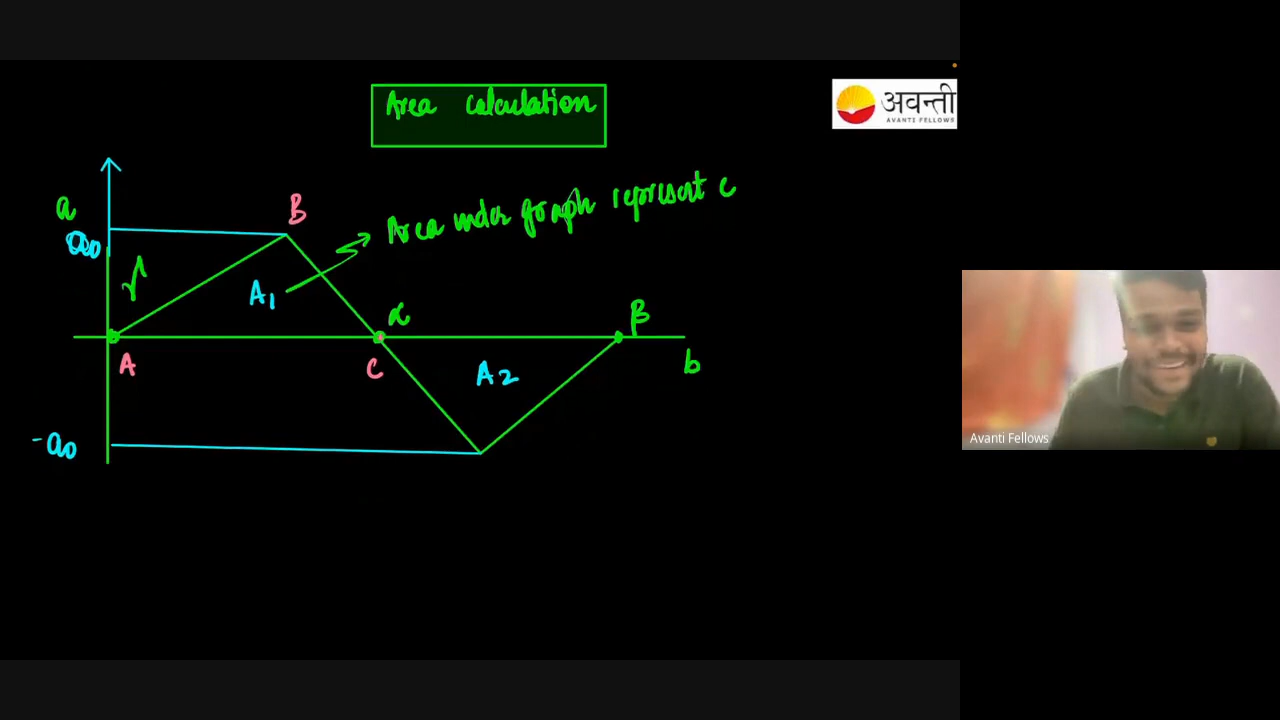 Area calculation
अवन्ती
AVANTI FELLOWS
a
B
Area under graph represent c
a₀
A₁
α
β
A
C
A₂
b
-a₀
Avanti Fellows